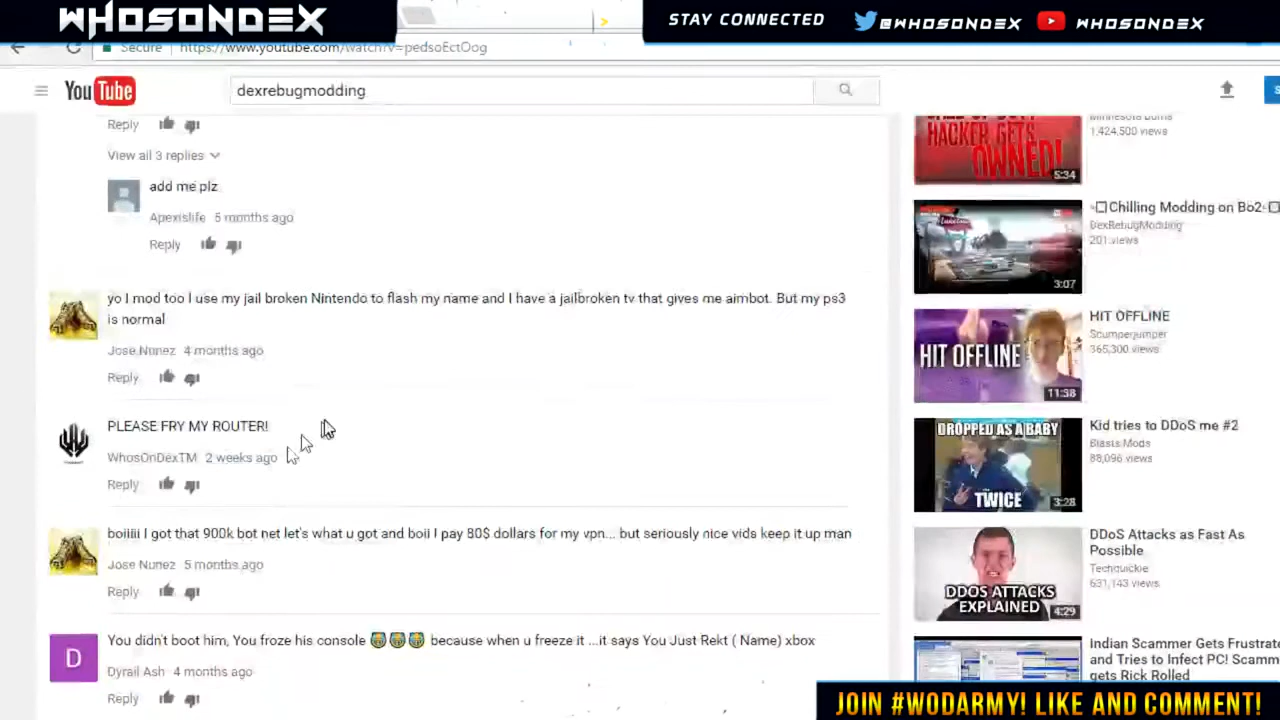 WHOSONDEX
STAY CONNECTED
@WHOSONDEX
WHOSONDEX
Secure
https://www.youtube.com/watch?v=pedsoEctOog
YouTube
dexrebugmodding
Reply
View all 3 replies
add me plz
Apexislife 5 months ago
Reply
yo I mod too I use my jail broken Nintendo to flash my name and I have a jailbroken tv that gives me aimbot. But my ps3
is normal
Jose Nunez 4 months ago
Reply
PLEASE FRY MY ROUTER!
WhosOnDexTM 2 weeks ago
Reply
boiiiii I got that 900k bot net let's what u got and boii I pay 80$ dollars for my vpn... but seriously nice vids keep it up man
Jose Nunez 5 months ago
Reply
D
You didn't boot him, You froze his console 😹😹😹 because when u freeze it ...it says You Just Rekt ( Name) xbox
Dyrail Ash 4 months ago
Reply
HACKER GETS
OWNED!
5:34
1,424,500 views
Chilling Modding on Bo2
DexRebugModding
201 views
3:07
HIT OFFLINE
11:38
HIT OFFLINE
Scumperjumper
365,300 views
DROPPED AS A BABY
TWICE
3:28
Kid tries to DDoS me #2
Blasts Mods
88,096 views
DDOS ATTACKS
EXPLAINED
4:29
DDoS Attacks as Fast As
Possible
Techquickie
631,143 views
Indian Scammer Gets Frustrate
and Tries to Infect PC! Scamm
gets Rick Rolled
JOIN #WODARMY! LIKE AND COMMENT!